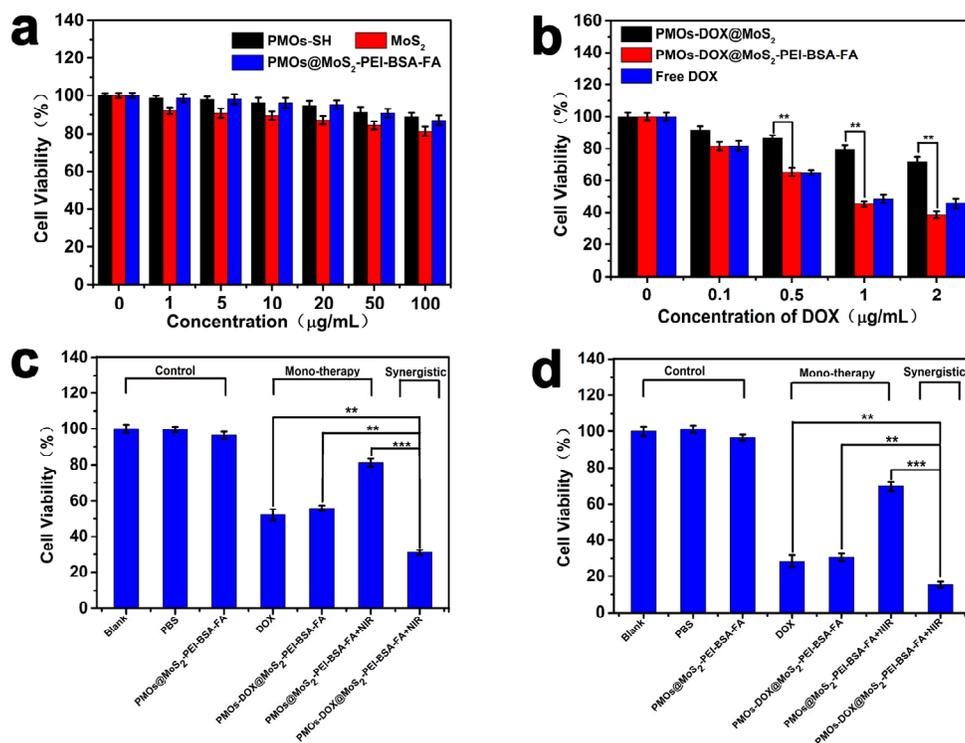 a
140
120
100
80
60
40
20
0
Cell Viability (%)
PMOs-SH MoS2
PMOs@MoS2-PEI-BSA-FA
0 1 5 10 20 50 100
Concentration (μg/mL)
b
160
140
120
100
80
60
40
20
0
Cell Viability (%)
PMOs-DOX@MoS2
PMOs-DOX@MoS2-PEI-BSA-FA
Free DOX
** ** **
0 0.1 0.5 1 2
Concentration of DOX (μg/mL)
c
140
120
100
80
60
40
20
0
Cell Viability (%)
Control Mono-therapy Synergistic
**
**
***
Blank
PBS
PMOs@MoS2-PEI-BSA-FA
DOX
PMOs-DOX@MoS2-PEI-BSA-FA
PMOs@MoS2-PEI-BSA-FA+NIR
PMOs-DOX@MoS2-PEI-BSA-FA+NIR
d
140
120
100
80
60
40
20
0
Cell Viability (%)
Control Mono-therapy Synergistic
**
**
***
Blank
PBS
PMOs@MoS2-PEI-BSA-FA
DOX
PMOs-DOX@MoS2-PEI-BSA-FA
PMOs@MoS2-PEI-BSA-FA+NIR
PMOs-DOX@MoS2-PEI-BSA-FA+NIR